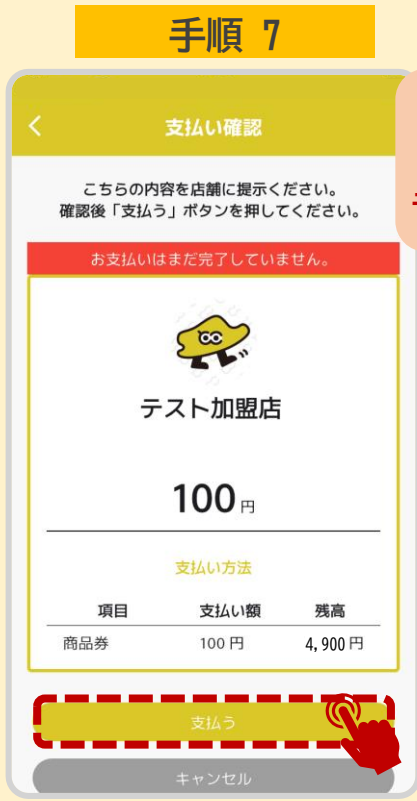 手順 7
支払い確認
こちらの内容を店舗に提示ください。
確認後「支払う」ボタンを押してください。
お支払いはまだ完了していません。
テスト加盟店
100 円
支払い方法
項目 支払い額 残高
商品券 100 円 4,900 円
支払う
キャンセル